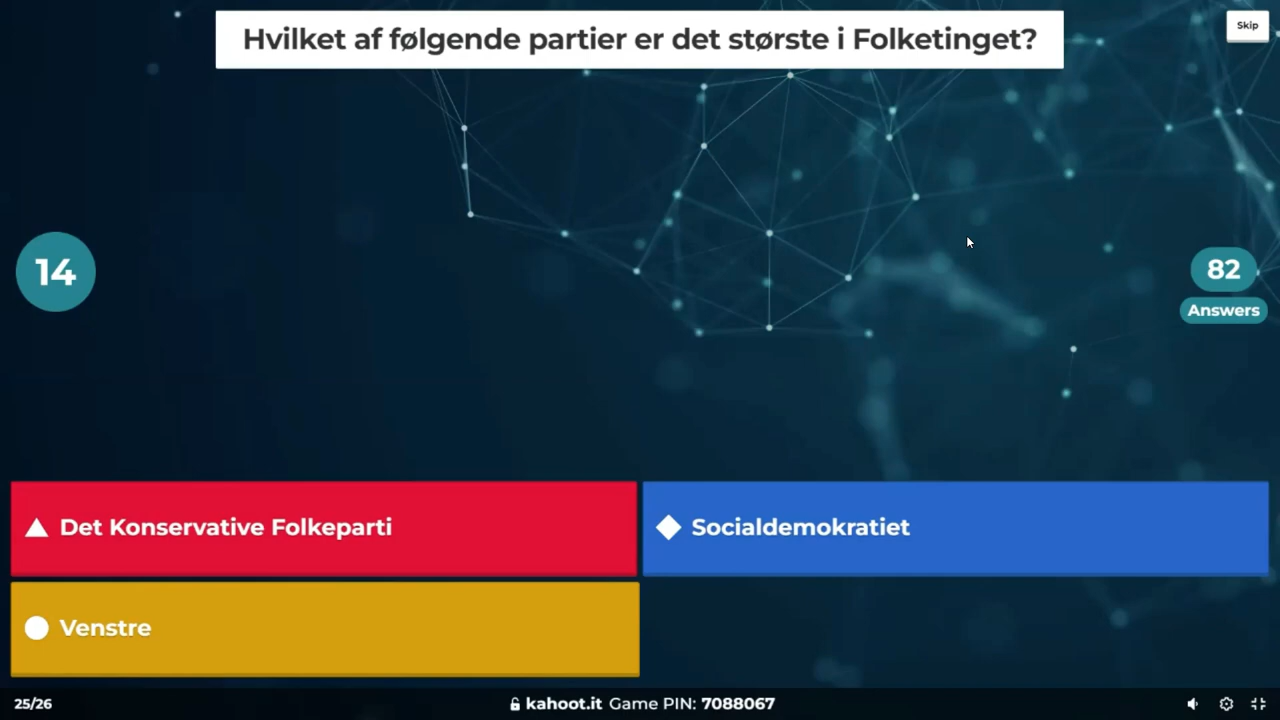 Hvilket af følgende partier er det største i Folketinget?
Skip
14
82
Answers
Det Konservative Folkeparti
Socialdemokratiet
Venstre
25/26
kahoot.it Game PIN: 7088067